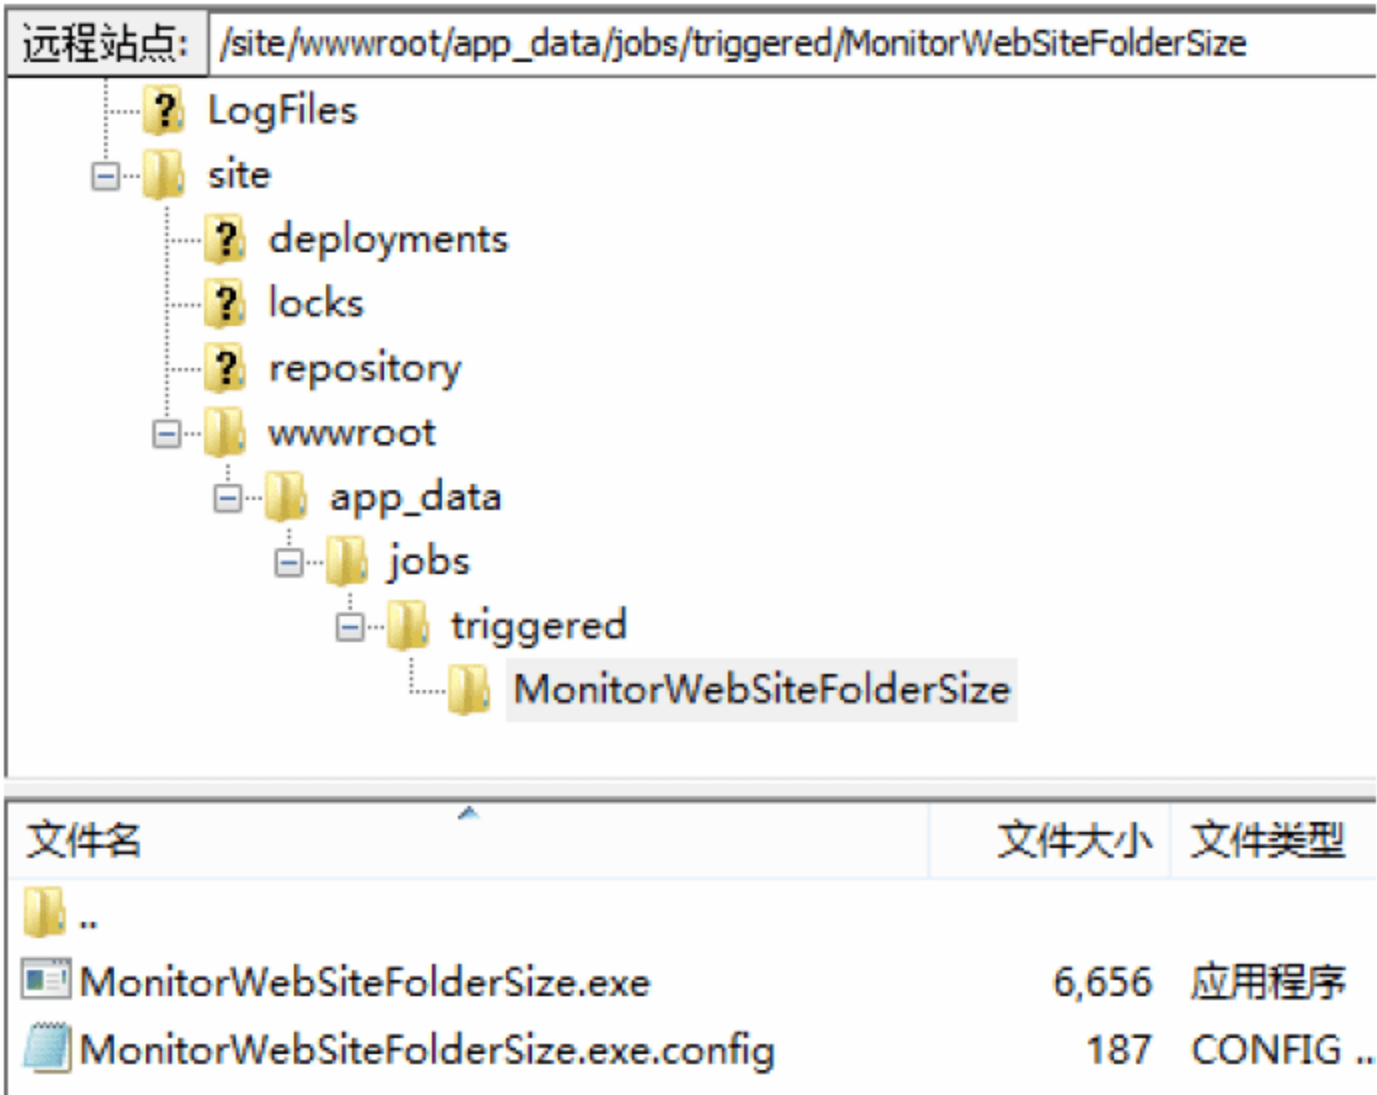 远程站点: /site/wwwroot/app_data/jobs/triggered/MonitorWebSiteFolderSize
LogFiles
site
deployments
locks
repository
wwwroot
app_data
jobs
triggered
MonitorWebSiteFolderSize
文件名 文件大小 文件类型
..
MonitorWebSiteFolderSize.exe 6,656 应用程序
MonitorWebSiteFolderSize.exe.config 187 CONFIG ..